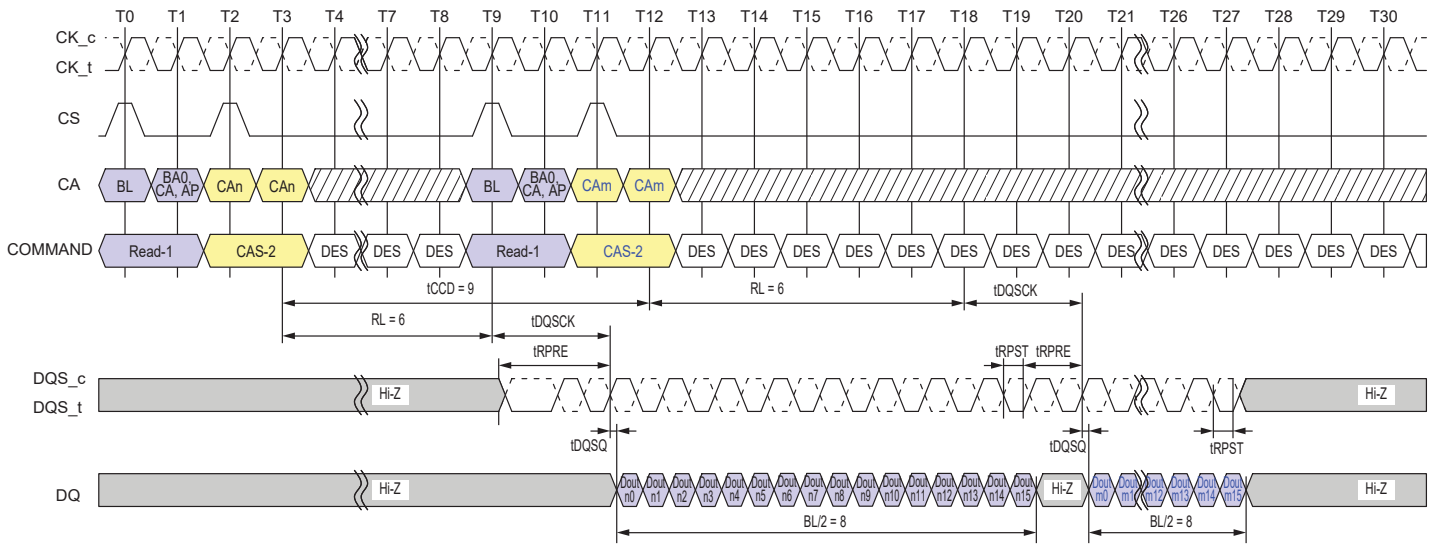 T0 T1 T2 T3 T4 T7 T8 T9 T10 T11 T12 T13 T14 T15 T16 T17 T18 T19 T20 T21 T26 T27 T28 T29 T30
CK_c
CK_t
CS
CA BL BA0, CA, AP CAn CAn BL BA0, CA, AP CAm CAm
COMMAND Read-1 CAS-2 DES DES DES Read-1 CAS-2 DES DES DES DES DES DES DES DES DES DES DES DES DES DES
tCCD = 9 RL = 6 tDQSCK
RL = 6 tDQSCK
tRPRE tRPST tRPRE
DQS_c
DQS_t
Hi-Z Hi-Z
tDQSQ tDQSQ tRPST
DQ Hi-Z Dout n0 Dout n1 Dout n2 Dout n3 Dout n4 Dout n5 Dout n6 Dout n7 Dout n8 Dout n9 Dout n10 Dout n11 Dout n12 Dout n13 Dout n14 Dout n15 Hi-Z Dout m0 Dout m1 Dout m12 Dout m13 Dout m14 Dout m15 Hi-Z
BL/2 = 8 BL/2 = 8